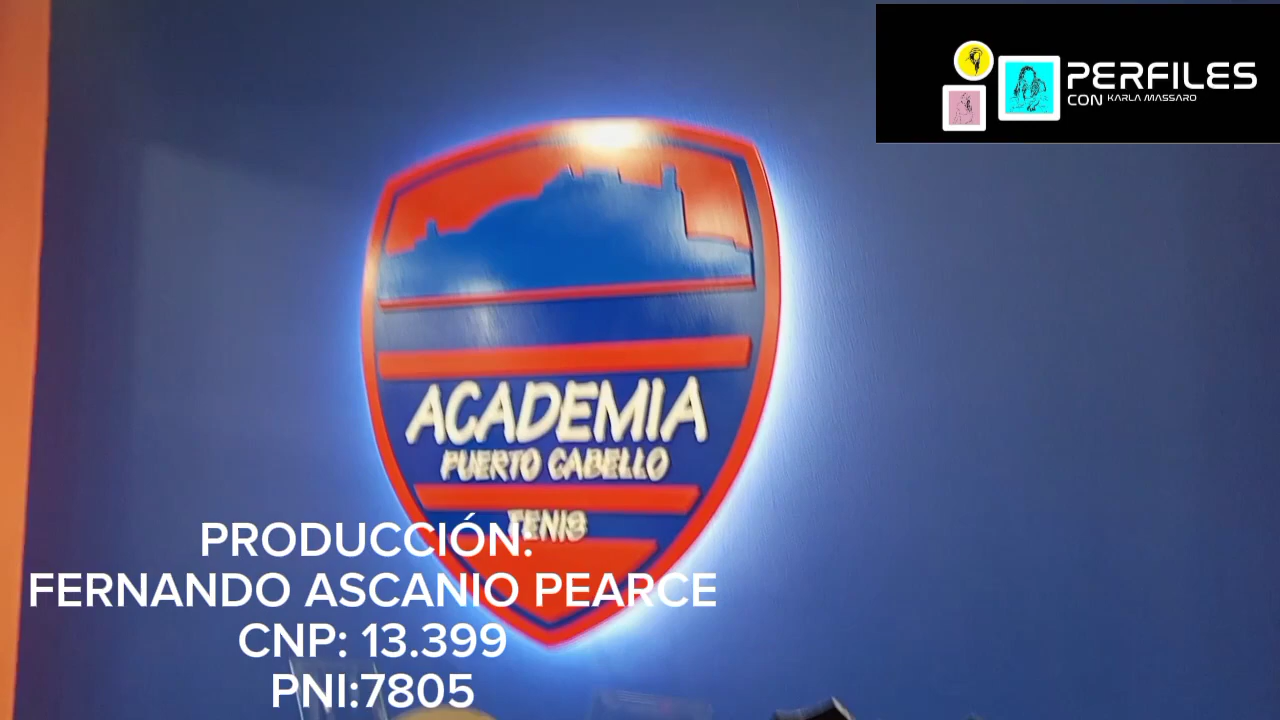 PERFILES
CON KARLA MASSARO
ACADEMIA
PUERTO CABELLO
TENIS
PRODUCCIÓN:
FERNANDO ASCANIO PEARCE
CNP: 13.399
PNI:7805